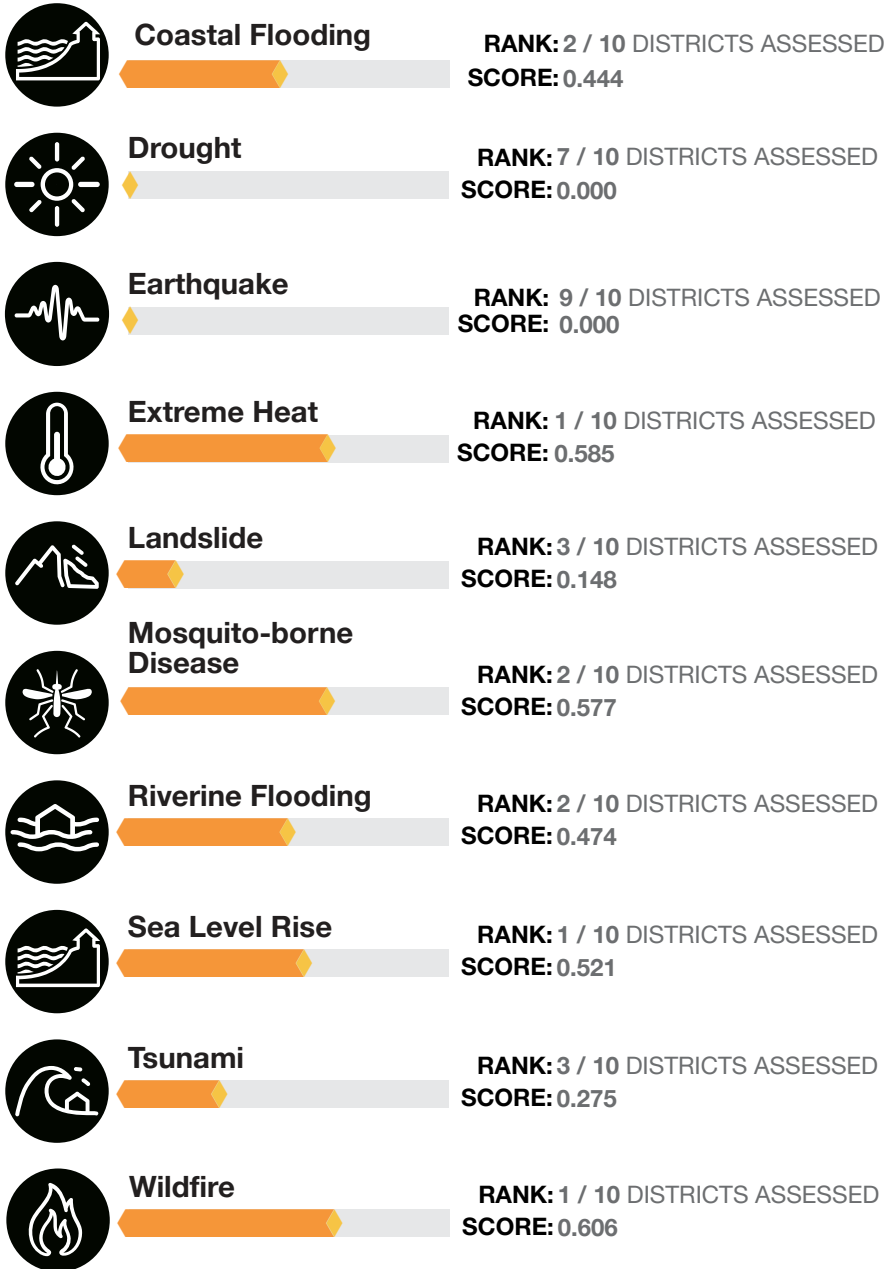 Coastal Flooding
RANK: 2 / 10 DISTRICTS ASSESSED
SCORE: 0.444
Drought
RANK: 7 / 10 DISTRICTS ASSESSED
SCORE: 0.000
Earthquake
RANK: 9 / 10 DISTRICTS ASSESSED
SCORE: 0.000
Extreme Heat
RANK: 1 / 10 DISTRICTS ASSESSED
SCORE: 0.585
Landslide
RANK: 3 / 10 DISTRICTS ASSESSED
SCORE: 0.148
Mosquito-borne
Disease
RANK: 2 / 10 DISTRICTS ASSESSED
SCORE: 0.577
Riverine Flooding
RANK: 2 / 10 DISTRICTS ASSESSED
SCORE: 0.474
Sea Level Rise
RANK: 1 / 10 DISTRICTS ASSESSED
SCORE: 0.521
Tsunami
RANK: 3 / 10 DISTRICTS ASSESSED
SCORE: 0.275
Wildfire
RANK: 1 / 10 DISTRICTS ASSESSED
SCORE: 0.606